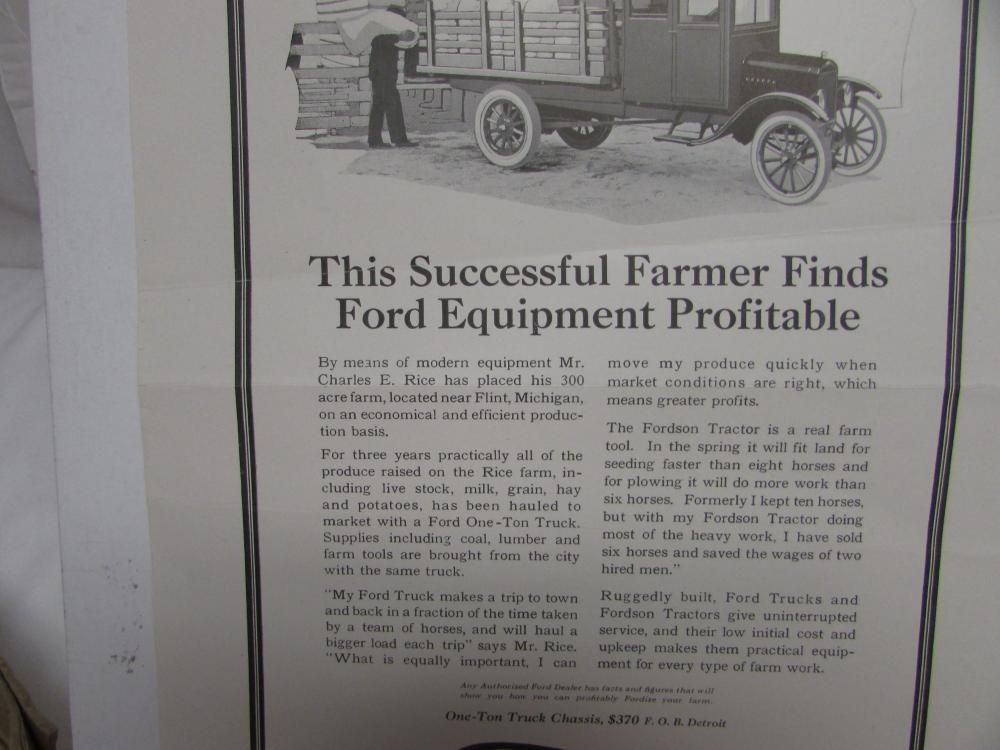 This Successful Farmer Finds
Ford Equipment Profitable
By means of modern equipment Mr.
Charles E. Rice has placed his 300
acre farm, located near Flint, Michigan,
on an economical and efficient produc-
tion basis.
For three years practically all of the
produce raised on the Rice farm, in-
cluding live stock, milk, grain, hay
and potatoes, has been hauled to
market with a Ford One-Ton Truck.
Supplies including coal, lumber and
farm tools are brought from the city
with the same truck.
"My Ford Truck makes a trip to town
and back in a fraction of the time taken
by a team of horses, and will haul a
bigger load each trip" says Mr. Rice.
"What is equally important, I can
move my produce quickly when
market conditions are right, which
means greater profits.
The Fordson Tractor is a real farm
tool. In the spring it will fit land for
seeding faster than eight horses and
for plowing it will do more work than
six horses. Formerly I kept ten horses,
but with my Fordson Tractor doing
most of the heavy work, I have sold
six horses and saved the wages of two
hired men."
Ruggedly built, Ford Trucks and
Fordson Tractors give uninterrupted
service, and their low initial cost and
upkeep makes them practical equip-
ment for every type of farm work.
Any Authorized Ford Dealer has facts and figures that will
show you how you can profitably Fordize your farm.
One-Ton Truck Chassis, $370 F. O. B. Detroit